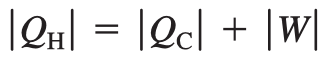 |Q_H| = |Q_C| + |W|